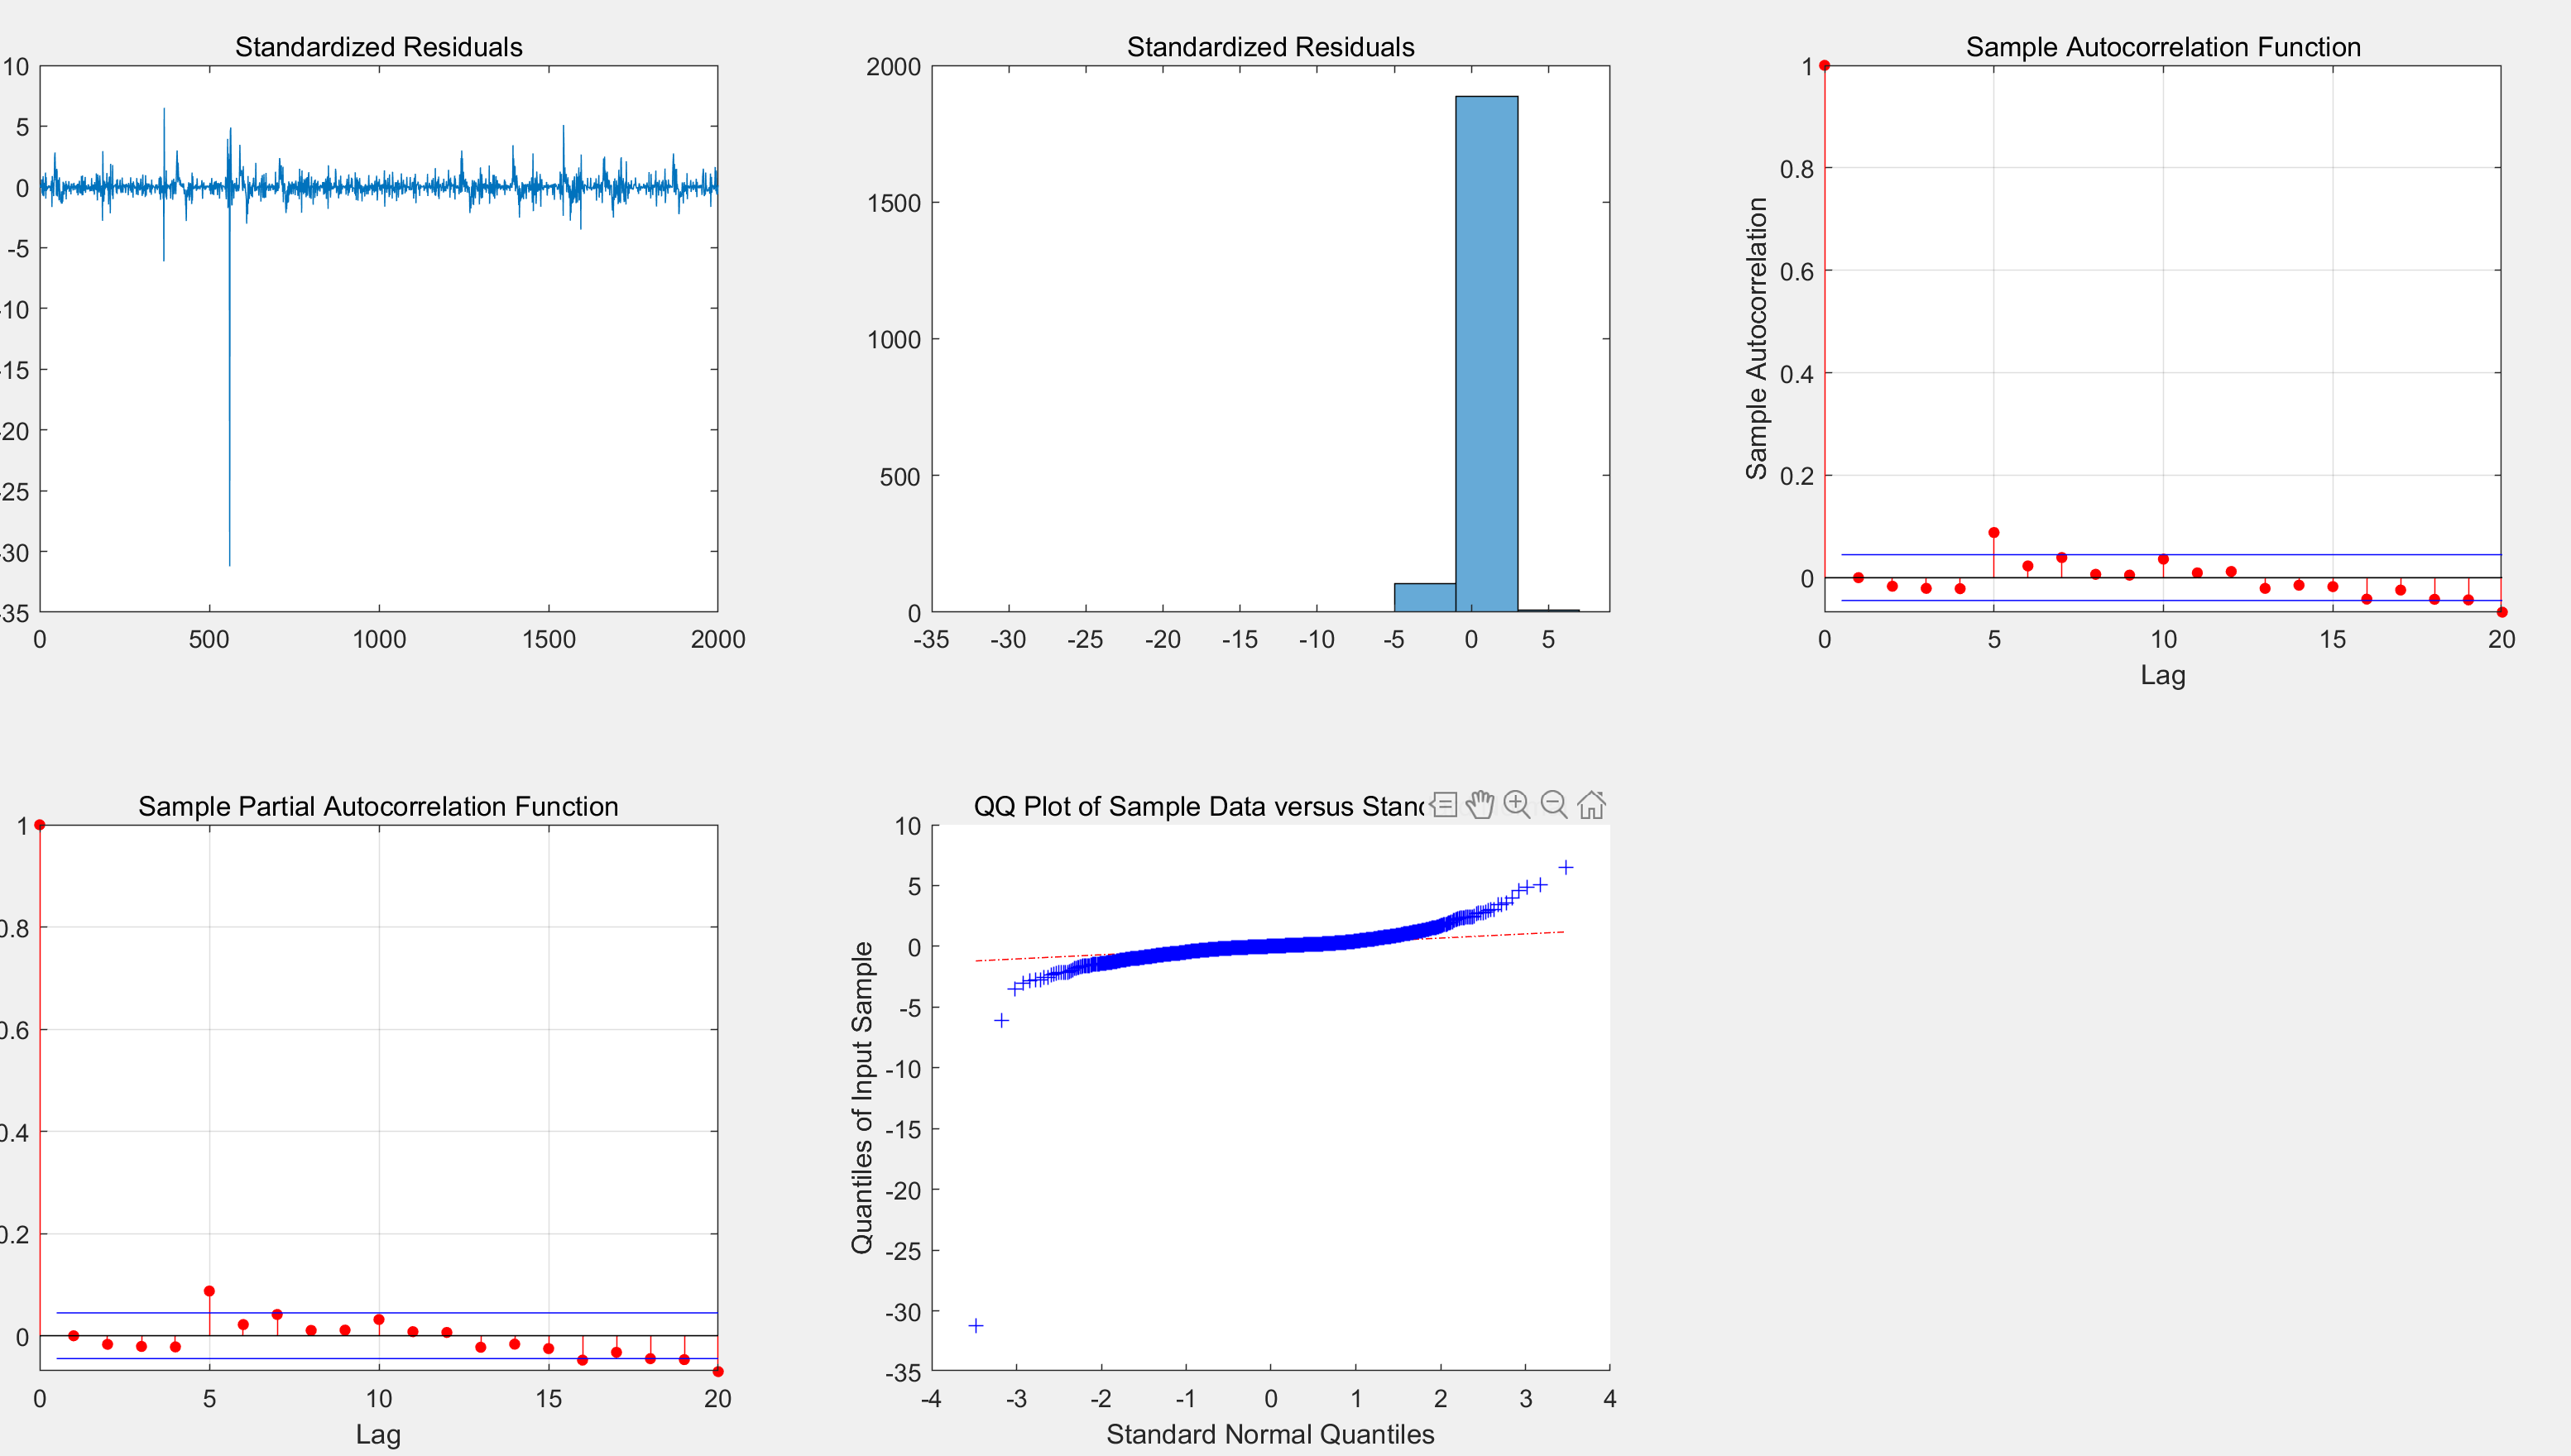 Standardized Residuals
10
5
0
-5
10
15
20
25
30
35
0 500 1000 1500 2000
Standardized Residuals
2000
1500
1000
500
0
-35 -30 -25 -20 -15 -10 -5 0 5
Sample Autocorrelation Function
Sample Autocorrelation
1
0.8
0.6
0.4
0.2
0
0 5 10 15 20
Lag
Sample Partial Autocorrelation Function
1
0.8
0.6
0.4
0.2
0
0 5 10 15 20
Lag
QQ Plot of Sample Data versus Stand
Quantiles of Input Sample
10
5
0
-5
-10
-15
-20
-25
-30
-35
-4 -3 -2 -1 0 1 2 3 4
Standard Normal Quantiles